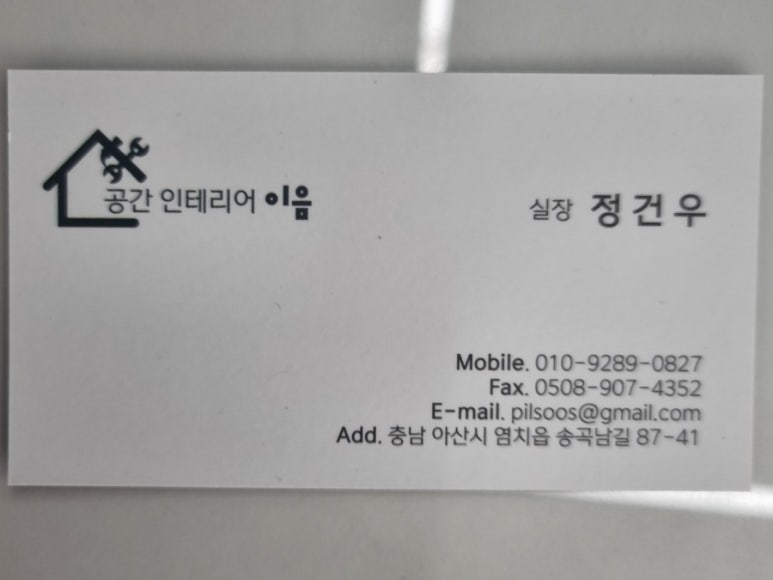 공간 인테리어 이음
실장 정건우
Mobile. 010-9289-0827
Fax. 0508-907-4352
E-mail. pilsoos@gmail.com
Add. 충남 아산시 염치읍 송곡남길 87-41